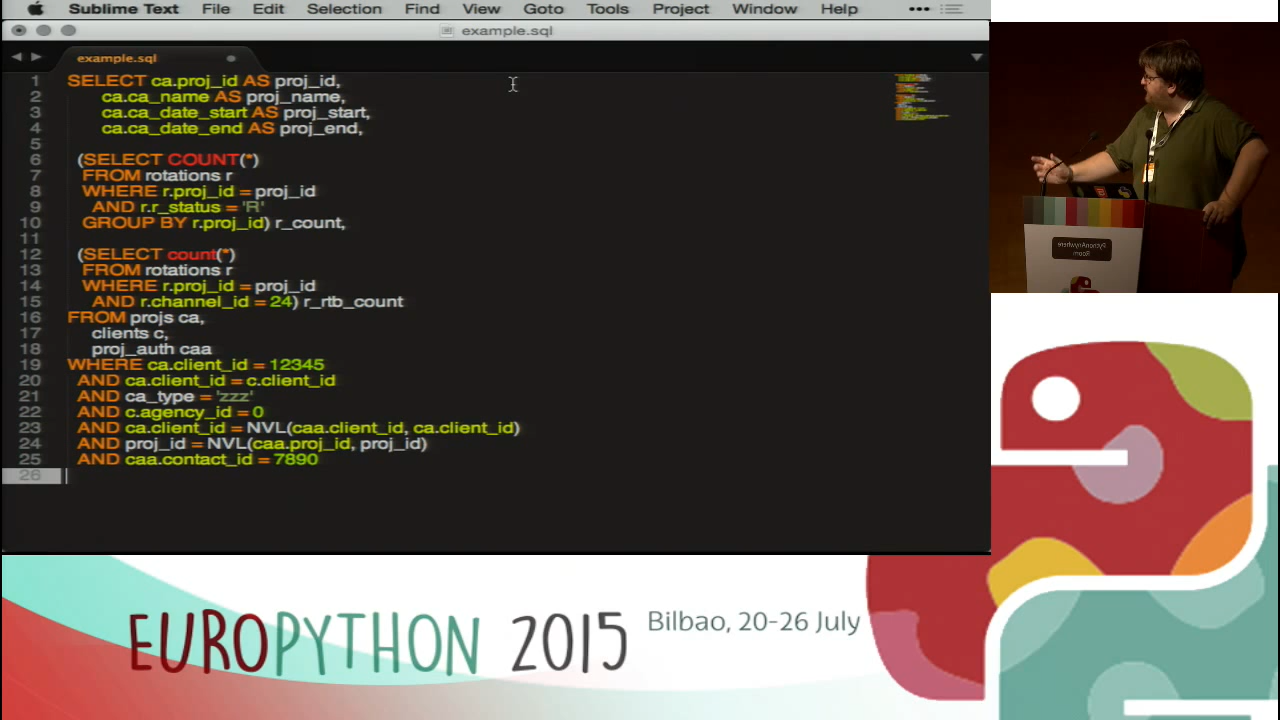 Sublime Text File Edit Selection Find View Goto Tools Project Window Help
example.sql
example.sql
1 SELECT ca.proj_id AS proj_id,
2 ca.ca_name AS proj_name,
3 ca.ca_date_start AS proj_start,
4 ca.ca_date_end AS proj_end,
5
6 (SELECT COUNT(*)
7 FROM rotations r
8 WHERE r.proj_id = proj_id
9 AND r.r_status = 'R'
10 GROUP BY r.proj_id) r_count,
11
12 (SELECT count(*)
13 FROM rotations r
14 WHERE r.proj_id = proj_id
15 AND r.channel_id = 24) r_rtb_count
16 FROM projs ca,
17 clients c,
18 proj_auth caa
19 WHERE ca.client_id = 12345
20 AND ca.client_id = c.client_id
21 AND ca_type = 'zzz'
22 AND c.agency_id = 0
23 AND ca.client_id = NVL(caa.client_id, ca.client_id)
24 AND proj_id = NVL(caa.proj_id, proj_id)
25 AND caa.contact_id = 7890
26
PythonAnywhere
Room
EUROPYTHON 2015 Bilbao, 20-26 July